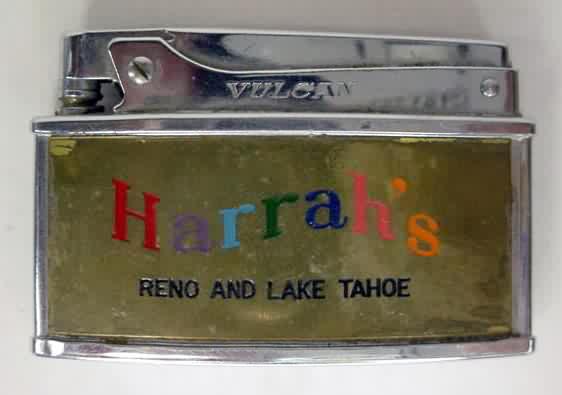 VULCAN
Harrah's
RENO AND LAKE TAHOE